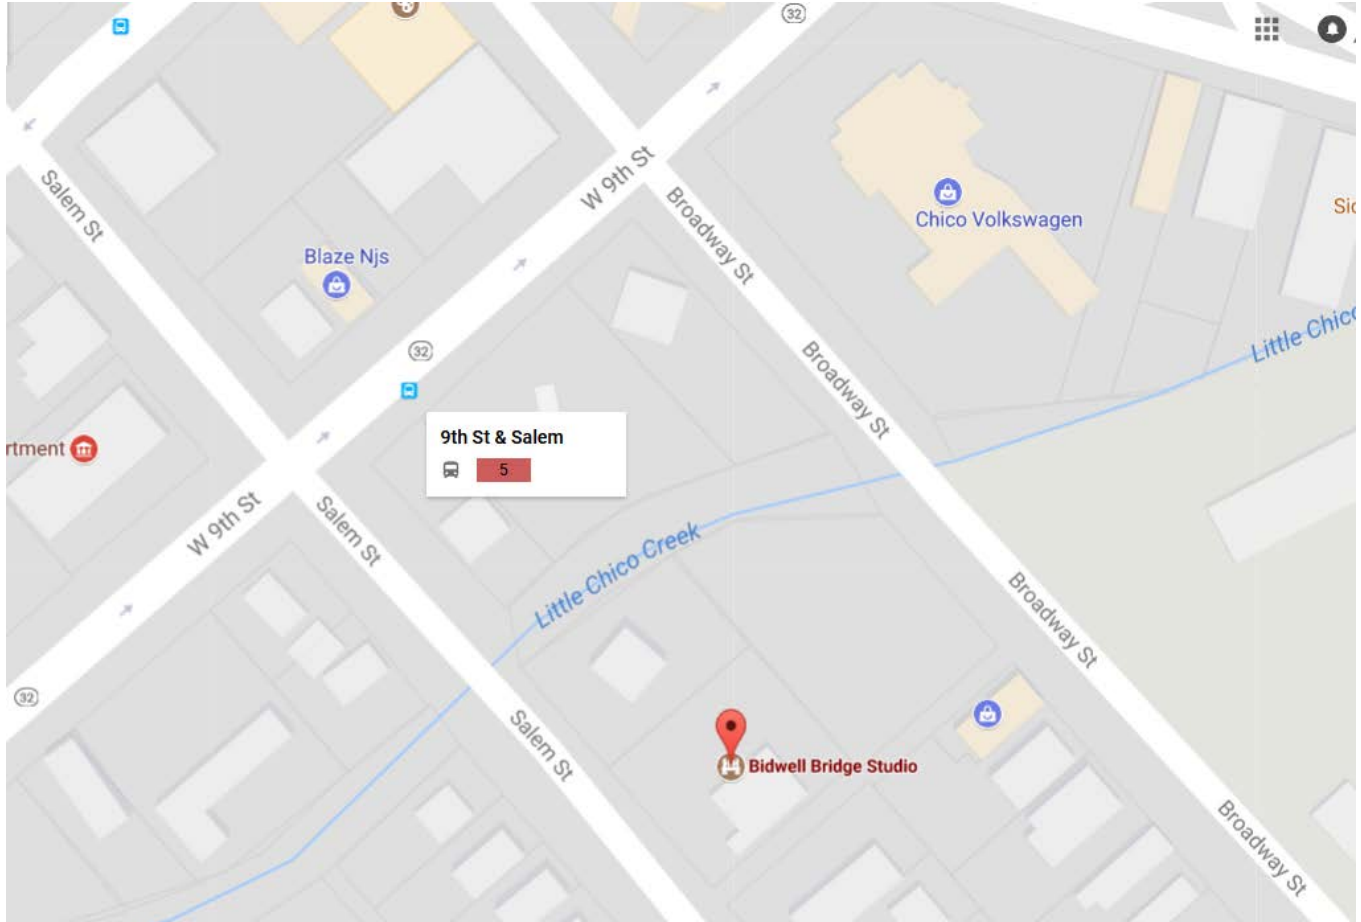 32
Salem St
W 9th St
Broadway St
Chico Volkswagen
Blaze Njs
Broadway St
Little Chico
32
9th St & Salem
5
rtment
W 9th St
Salem St
Little Chico Creek
Broadway St
32
Salem St
Bidwell Bridge Studio
Broadway St